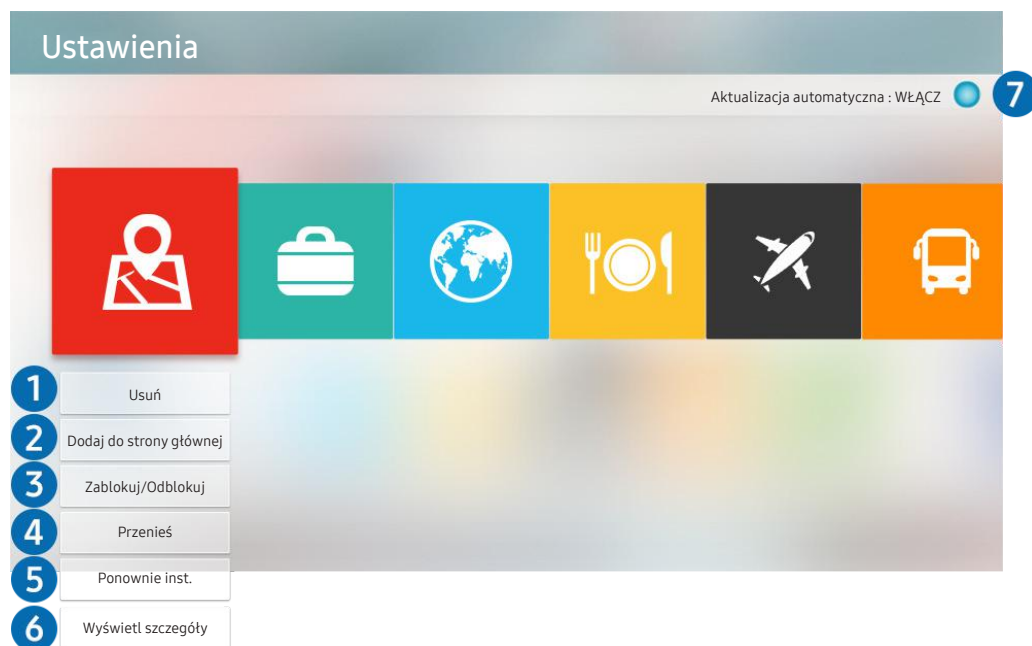 Ustawienia
Aktualizacja automatyczna : WŁĄCZ
7
1
Usuń
2
Dodaj do strony głównej
3
Zablokuj/Odblokuj
4
Przenieś
5
Ponownie inst.
6
Wyświetl szczegóły